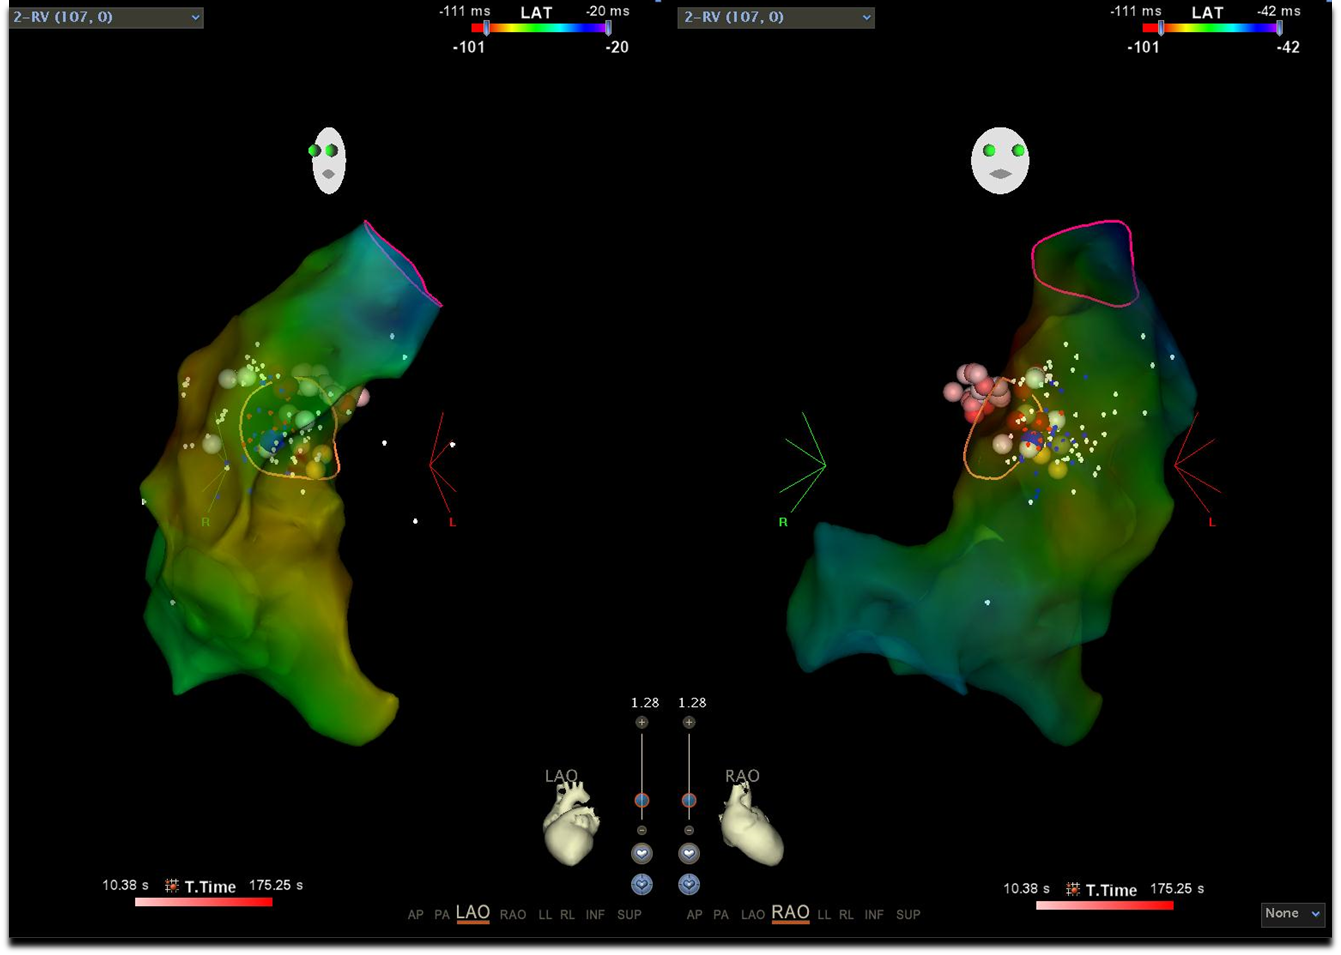 2-RV (107, 0)
-111 ms LAT -20 ms
-101 -20
2-RV (107, 0)
-111 ms LAT -42 ms
-101 -42
R
L
R
L
1.28 1.28
LAO
RAO
10.38 s T.Time 175.25 s
10.38 s T.Time 175.25 s
AP PA LAO RAO LL RL INF SUP
AP PA LAO RAO LL RL INF SUP
None